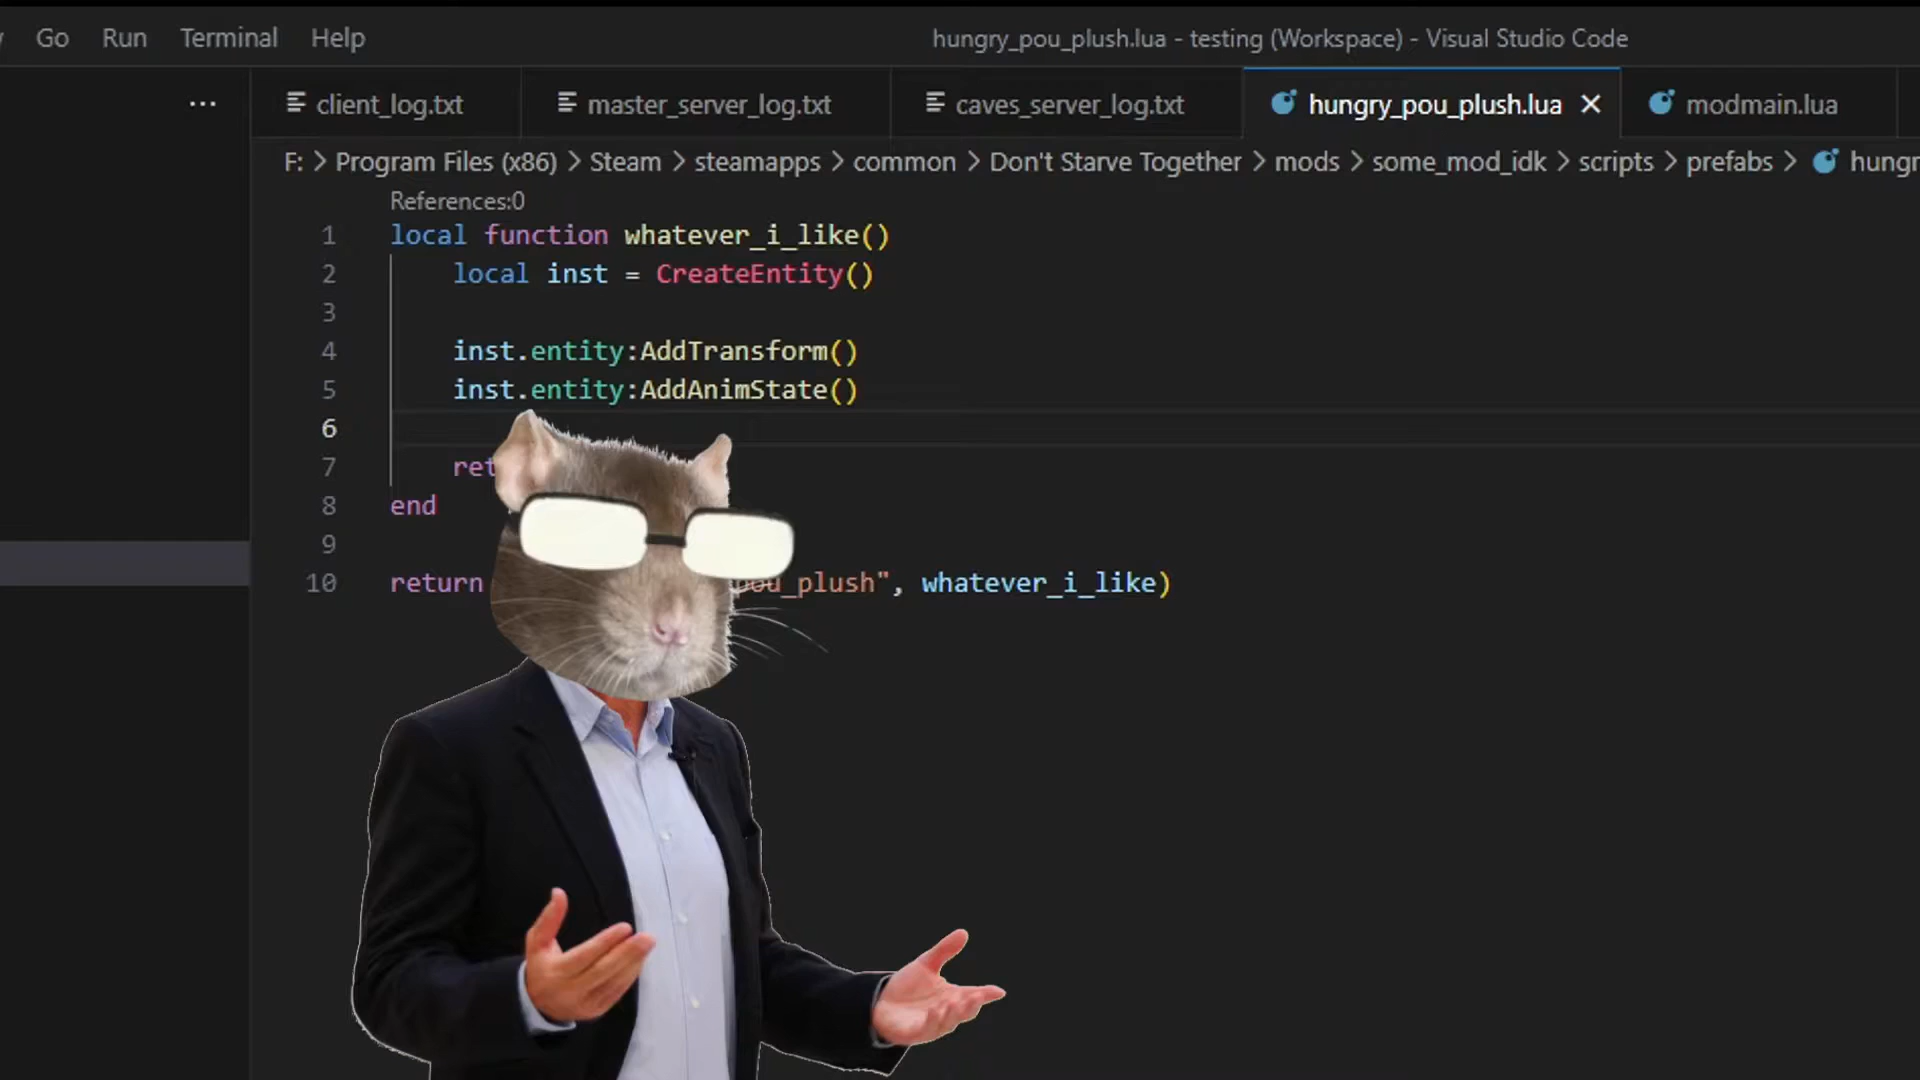 Go Run Terminal Help hungry_pou_plush.lua - testing (Workspace) - Visual Studio Code
... client_log.txt master_server_log.txt caves_server_log.txt hungry_pou_plush.lua modmain.lua
F: > Program Files (x86) > Steam > steamapps > common > Don't Starve Together > mods > some_mod_idk > scripts > prefabs > hungr
References:0
1 local function whatever_i_like()
2 local inst = CreateEntity()
3
4 inst.entity:AddTransform()
5 inst.entity:AddAnimState()
6
7 ret
8 end
9
10 return pou_plush", whatever_i_like)